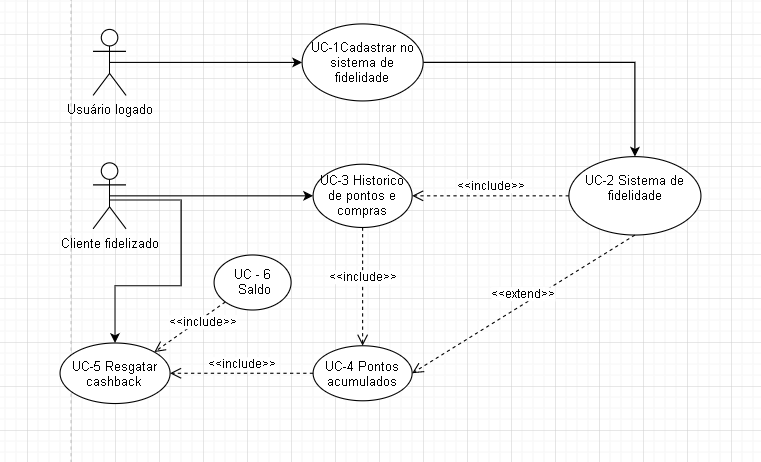 UC-1Cadastrar no
sistema de
fidelidade
Usuário logado
UC-3 Historico
de pontos e
compras
<<include>>
UC-2 Sistema de
fidelidade
Cliente fidelizado
UC - 6
Saldo
<<include>>
<<extend>>
<<include>>
UC-5 Resgatar
cashback
<<include>>
UC-4 Pontos
acumulados